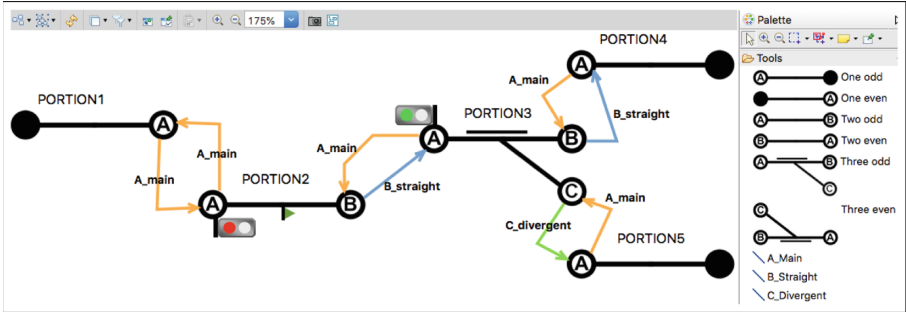 175%
Palette
Tools
One odd
One even
Two odd
Two even
Three odd
Three even
A_Main
B_Straight
C_Divergent
A
A
B
B
A
A
B
B
A
A
B
C
C
B
A
PORTION1
A
A_main
A_main
A
PORTION2
B
A_main
B_straight
A
PORTION3
B
C
A_main
B_straight
PORTION4
A
C_divergent
A_main
PORTION5
A